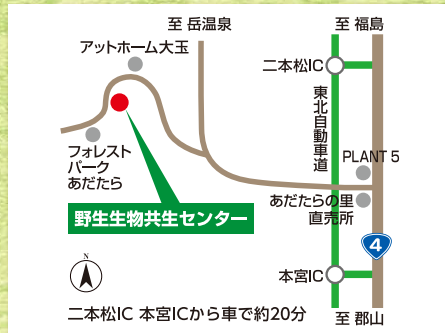 至 岳温泉
至 福島
アットホーム大玉
二本松IC
東北自動車道
PLANT 5
フォレスト
パーク
あだたら
あだたらの里
直売所
野生生物共生センター
4
N
本宮IC
二本松IC 本宮ICから車で約20分
至 郡山